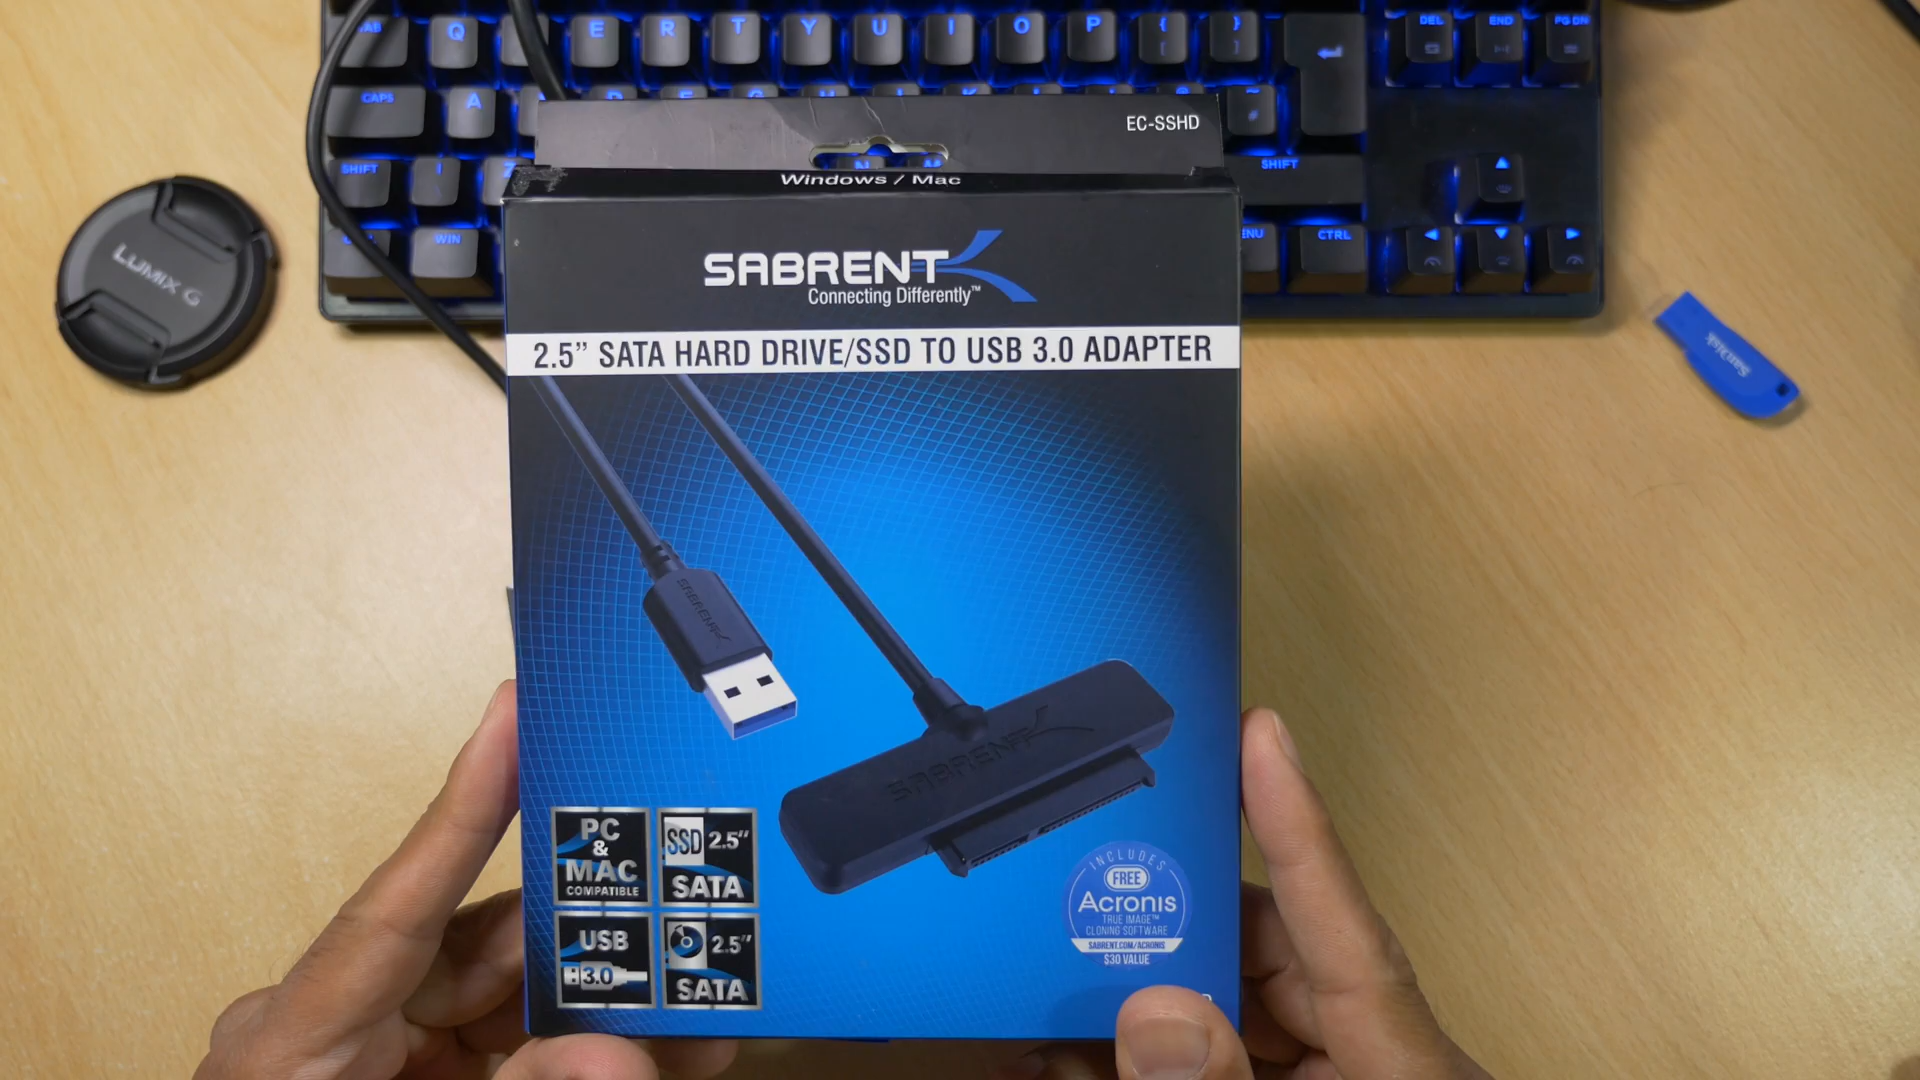 Q E R T Y U I O P { }
[ ]
DEL END PG DN
CAPS A
EC-SSHD
SHIFT
SHIFT
WIN
CTRL
LUMIX G
Windows / Mac
SABRENT
Connecting Differently™
2.5” SATA HARD DRIVE/SSD TO USB 3.0 ADAPTER
SanDisk
SABRENT
SABRENT
PC
&
MAC
COMPATIBLE
SSD 2.5”
SATA
USB
3.0
2.5”
SATA
INCLUDES
FREE
Acronis
TRUE IMAGE™
CLONING SOFTWARE
SABRENT.COM/ACRONIS
$30 VALUE